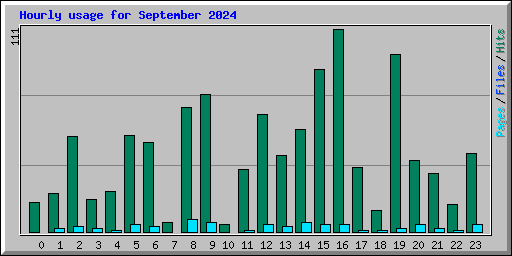 Hourly usage for September 2024
111
Pages/Files/Hits
0 1 2 3 4 5 6 7 8 9 10 11 12 13 14 15 16 17 18 19 20 21 22 23